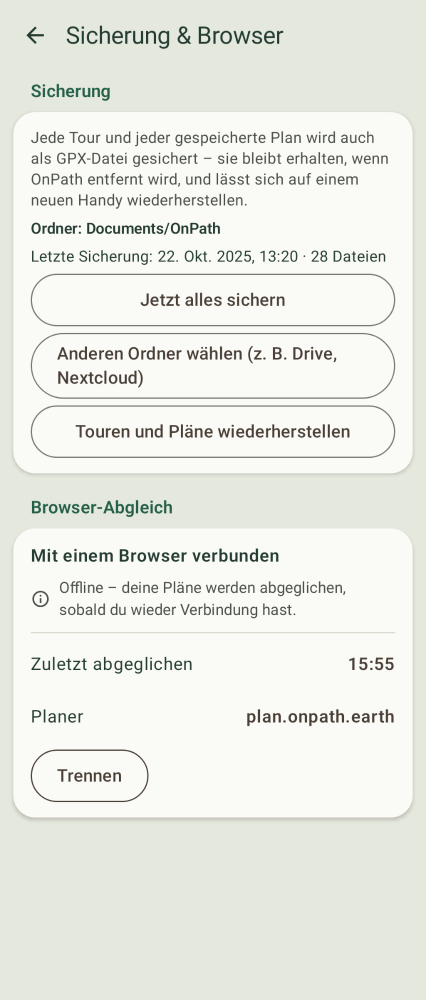 Sicherung & Browser
Sicherung
Jede Tour und jeder gespeicherte Plan wird auch
als GPX-Datei gesichert – sie bleibt erhalten, wenn
OnPath entfernt wird, und lässt sich auf einem
neuen Handy wiederherstellen.
Ordner: Documents/OnPath
Letzte Sicherung: 22. Okt. 2025, 13:20 · 28 Dateien
Jetzt alles sichern
Anderen Ordner wählen (z. B. Drive,
Nextcloud)
Touren und Pläne wiederherstellen
Browser-Abgleich
Mit einem Browser verbunden
Offline – deine Pläne werden abgeglichen,
sobald du wieder Verbindung hast.
Zuletzt abgeglichen 15:55
Planer plan.onpath.earth
Trennen